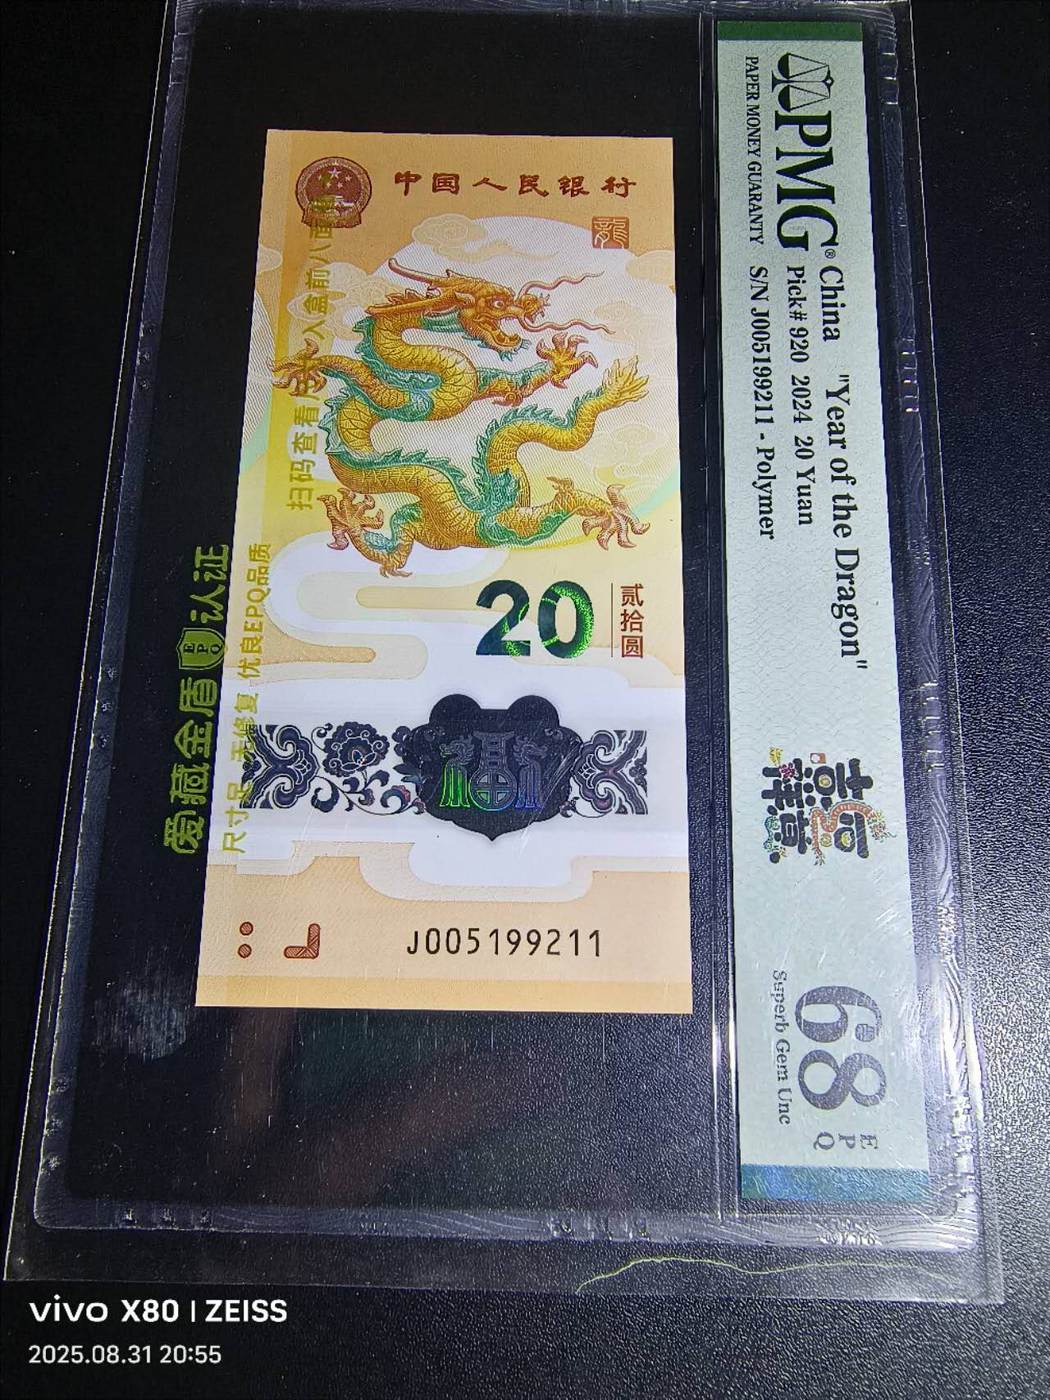 中国人民银行
龍
20
贰拾圆
J005199211
爱藏金盾认证
EPQ
尺寸足 无修复 优良EPQ品质
扫码查看
入盒前八面
PMG®
PAPER MONEY GUARANTY
China "Year of the Dragon"
Pick# 920 2024 20 Yuan
S/N J005199211 - Polymer
68
EPQ
Superb Gem Unc
vivo X80 | ZEISS
2025.08.31 20:55